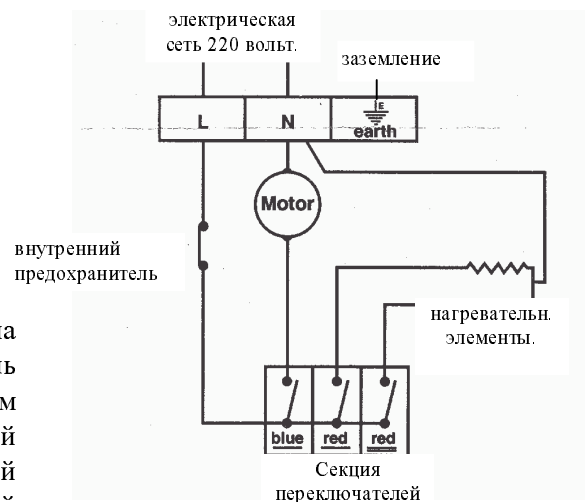 электрическая
сеть 220 вольт.
заземление
L
N
E
earth
Motor
внутренний
предохранитель
нагревательн.
элементы.
blue
red
red
Секция
переключателей